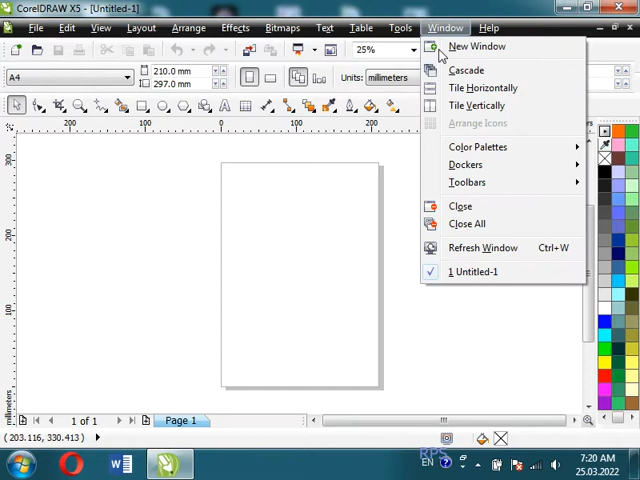 CorelDRAW X5 - [Untitled-1]
File Edit View Layout Arrange Effects Bitmaps Text Table Tools Window Help
25%
A4 210.0 mm 297.0 mm Units: millimeters
New Window
Cascade
Tile Horizontally
Tile Vertically
Arrange Icons
Color Palettes
Dockers
Toolbars
Close
Close All
Refresh Window Ctrl+W
1 Untitled-1
200 100 0 100 200
300
200
100
0
millimeters
1 of 1 Page 1
(203.116, 330.413)
RPS
EN
7:20 AM
25.03.2022